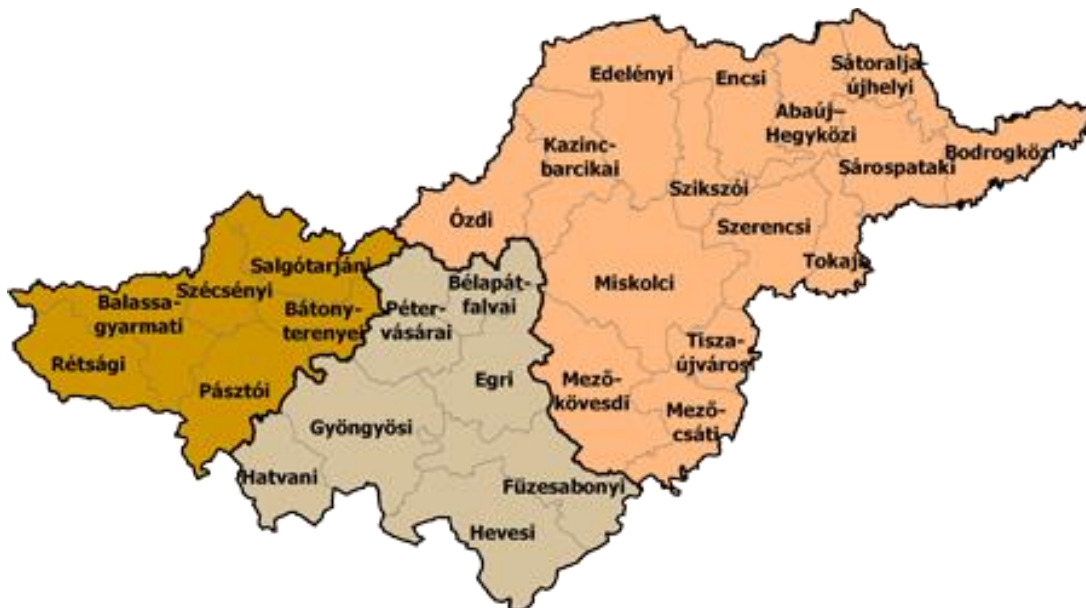 Edelényi
Encsi
Sátoralja-
újhelyi
Abaúj–
Hegyközi
Kazinc-
barcikai
Bodrogközi
Sárospataki
Szikszói
Ózdi
Szerencsi
Tokaji
Salgótarjáni
Szécsényi
Balassa-
gyarmati
Bátony-
terenyei
Péter-
vásárai
Bélapát-
falvai
Miskolci
Rétsági
Pásztói
Egri
Tisza-
újvárosi
Mező-
kövesdi
Mező-
csáti
Gyöngyösi
Hatvani
Füzesabonyi
Hevesi